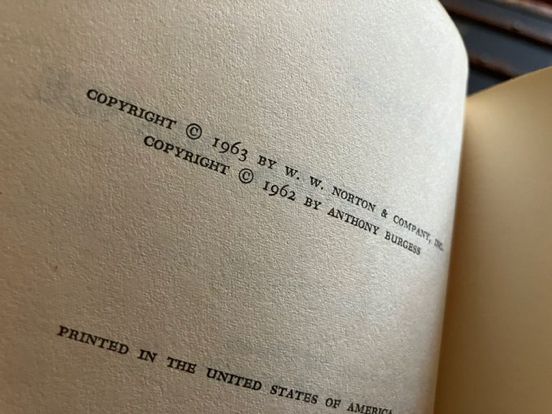 COPYRIGHT © 1963 BY W. W. NORTON & COMPANY, INC.
COPYRIGHT © 1962 BY ANTHONY BURGESS
PRINTED IN THE UNITED STATES OF AMERICA